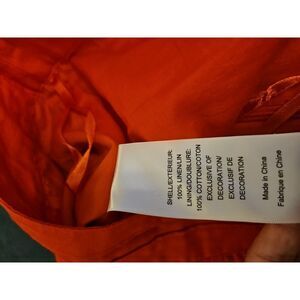 SHELL/EXTERIEUR:
100% LINEN/LIN
LINING/DOUBLURE:
100% COTTON/COTON
EXCLUSIVE OF
DECORATION/
EXCLUSIF DE
DECORATION
Made in China
Fabriqué en Chine